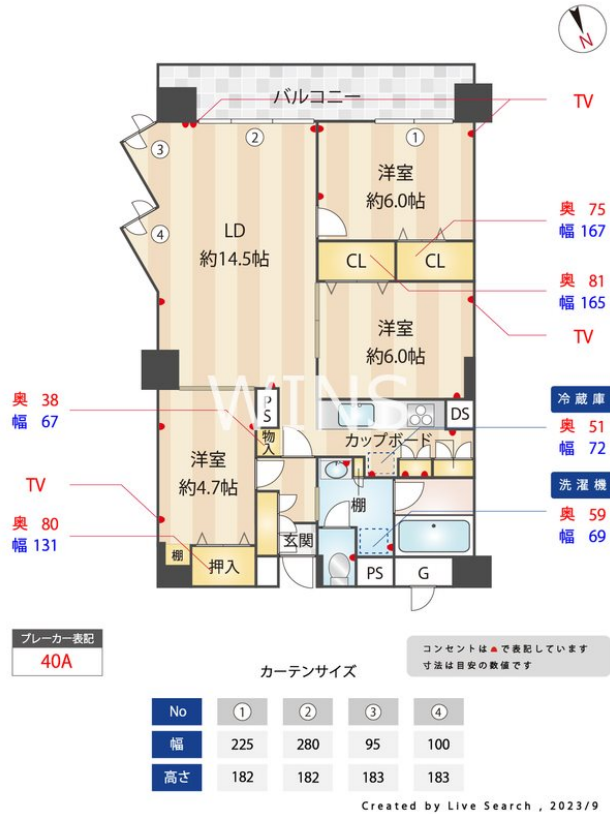 N
バルコニー
TV
③
②
①
洋室
約6.0帖
奥 75
幅 167
④
LD
約14.5帖
CL
CL
奥 81
幅 165
洋室
約6.0帖
TV
WINS
奥 38
幅 67
PS
物入
DS
カップボード
冷蔵庫
奥 51
幅 72
洋室
約4.7帖
TV
棚
洗濯機
奥 59
幅 69
奥 80
幅 131
玄関
棚
押入
PS
G
ブレーカー表記
40A
コンセントは で表記しています
寸法は目安の数値です
カーテンサイズ
No ① ② ③ ④
幅 225 280 95 100
高さ 182 182 183 183
Created by Live Search , 2023/9